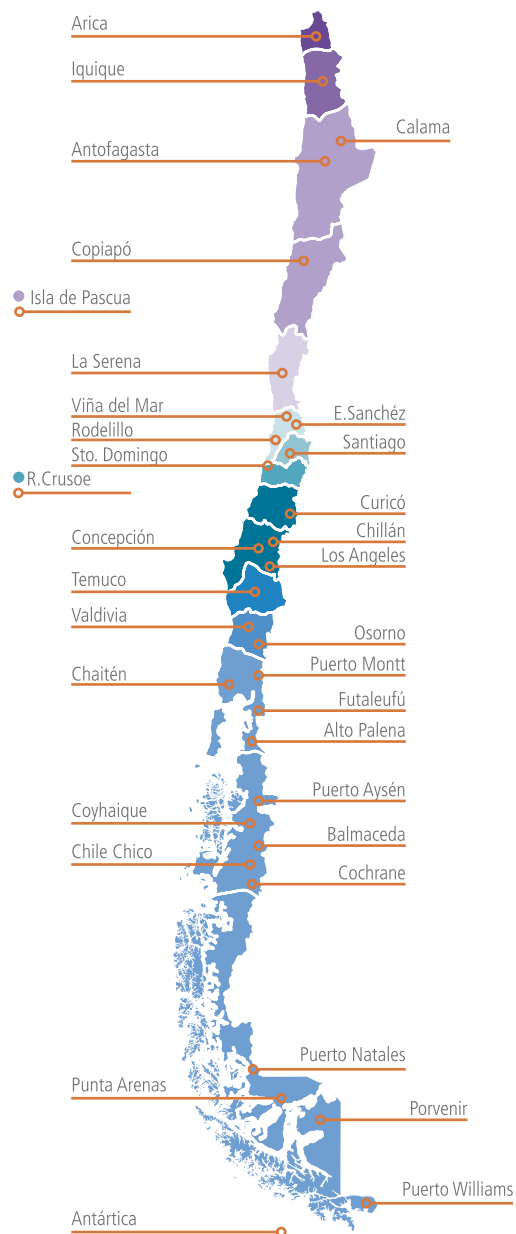 Arica
Iquique
Calama
Antofagasta
Copiapó
Isla de Pascua
La Serena
Viña del Mar
E.Sanchéz
Rodelillo
Santiago
Sto. Domingo
R.Crusoe
Curicó
Chillán
Concepción
Los Angeles
Temuco
Valdivia
Osorno
Puerto Montt
Chaitén
Futaleufú
Alto Palena
Puerto Aysén
Coyhaique
Balmaceda
Chile Chico
Cochrane
Puerto Natales
Punta Arenas
Porvenir
Puerto Williams
Antártica